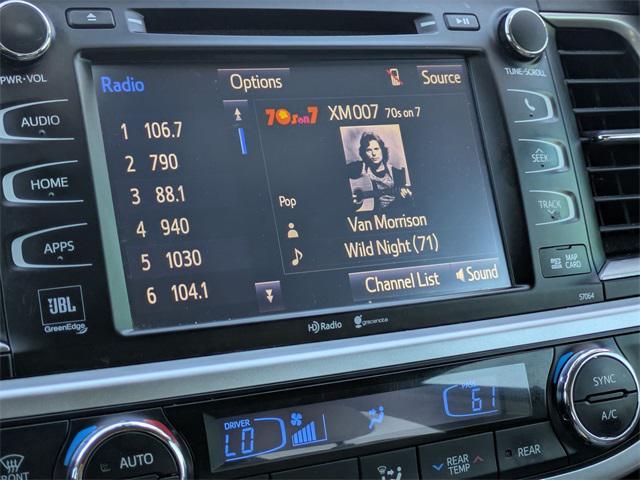 PWR·VOL
TUNE·SCROLL
AUDIO
HOME
APPS
JBL
GreenEdge
Radio
Options
Source
70s on 7
XM007 70s on 7
1 106.7
2 790
3 88.1
4 940
5 1030
6 104.1
Pop
Van Morrison
Wild Night (71)
Channel List
Sound
HD Radio
gracenote
SEEK
TRACK
MAP
CARD
57064
DRIVER
LO
PASS
61
AUTO
FRONT
REAR
TEMP
REAR
SYNC
A/C